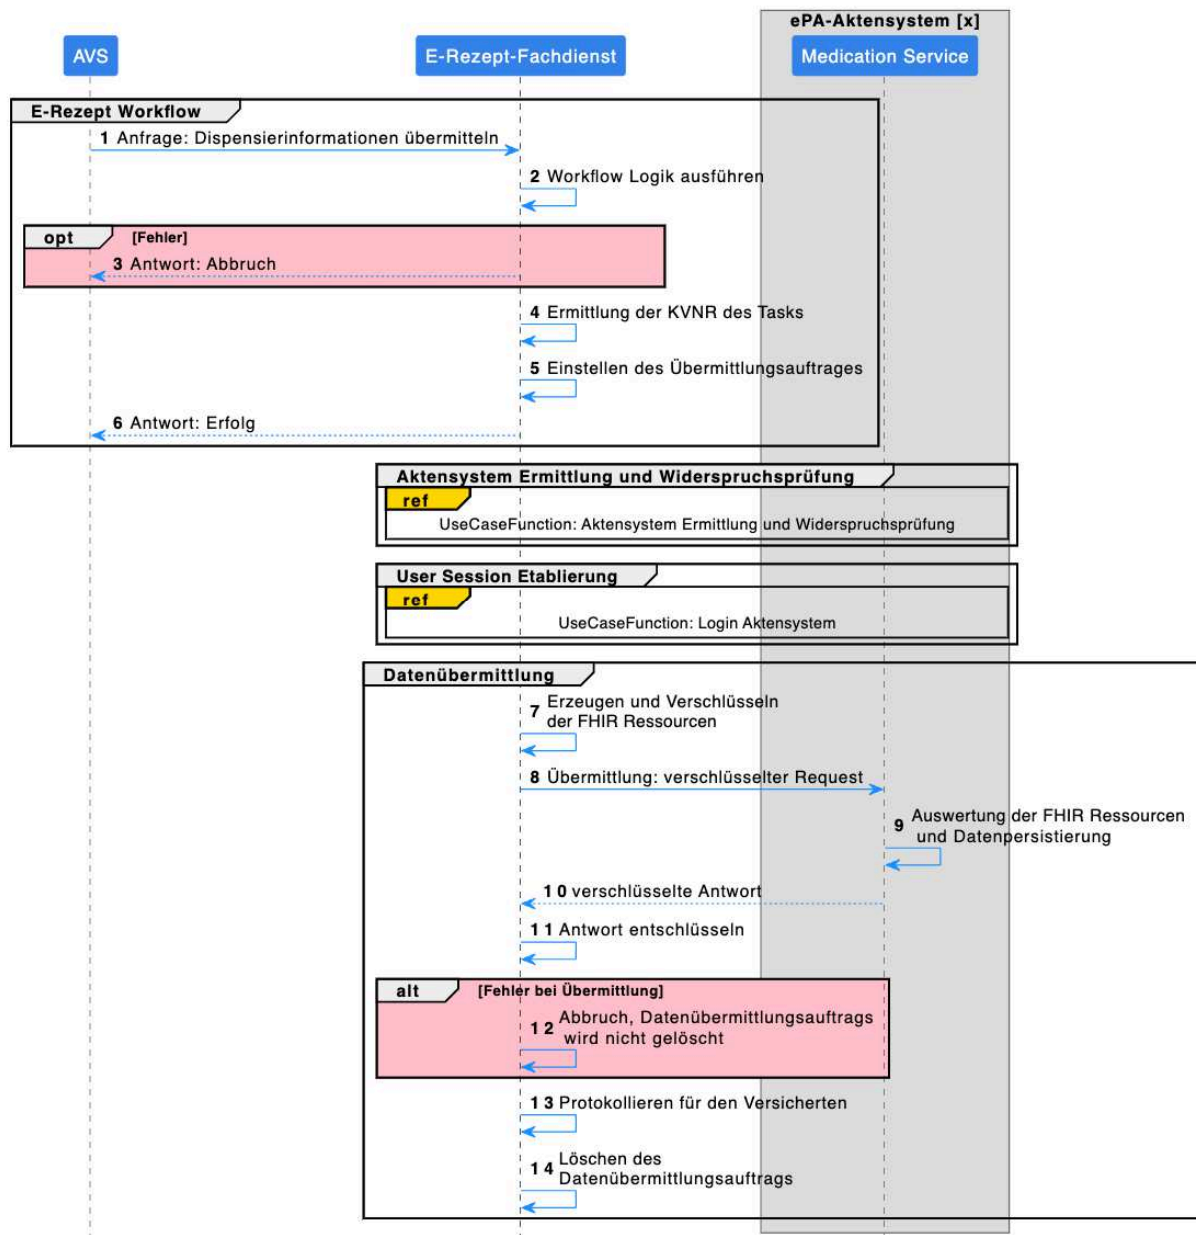 ePA-Aktensystem [x]
AVS
E-Rezept-Fachdienst
Medication Service
E-Rezept Workflow
1 Anfrage: Dispensierinformationen übermitteln
2 Workflow Logik ausführen
opt [Fehler]
3 Antwort: Abbruch
4 Ermittlung der KVNR des Tasks
5 Einstellen des Übermittlungsauftrages
6 Antwort: Erfolg
Aktensystem Ermittlung und Widerspruchsprüfung
ref
UseCaseFunction: Aktensystem Ermittlung und Widerspruchsprüfung
User Session Etablierung
ref
UseCaseFunction: Login Aktensystem
Datenübermittlung
7 Erzeugen und Verschlüsseln
der FHIR Ressourcen
8 Übermittlung: verschlüsselter Request
9 Auswertung der FHIR Ressourcen
und Datenpersistierung
10 verschlüsselte Antwort
11 Antwort entschlüsseln
alt [Fehler bei Übermittlung]
12 Abbruch, Datenübermittlungsauftrags
wird nicht gelöscht
13 Protokollieren für den Versicherten
14 Löschen des
Datenübermittlungsauftrags